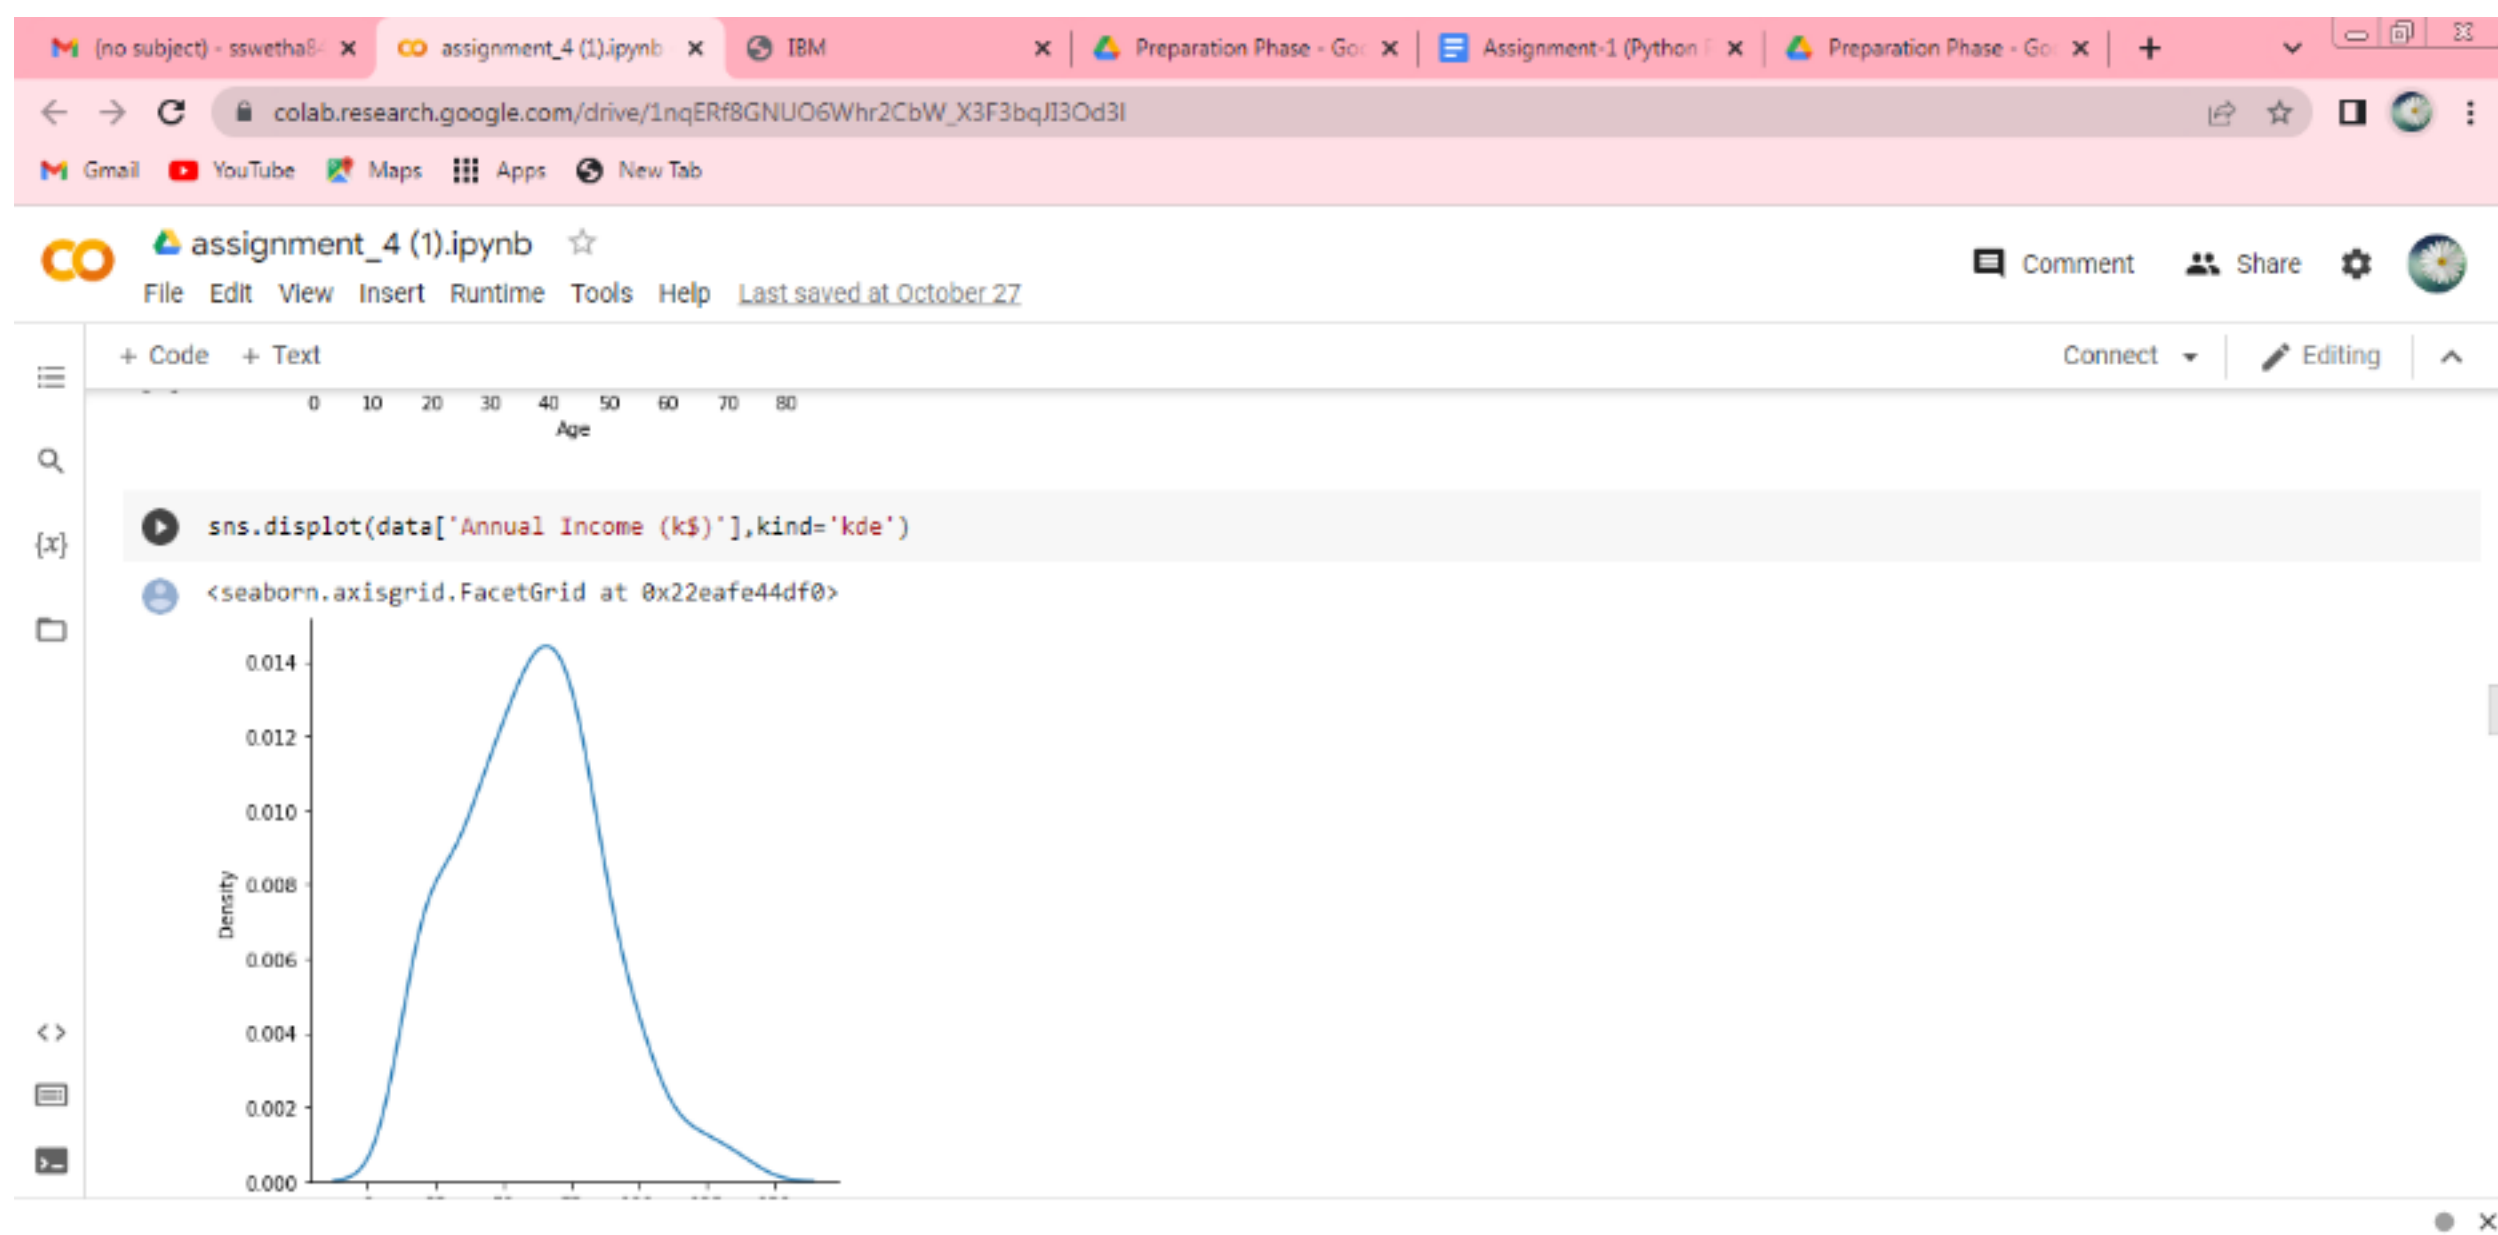 (no subject) - sswetha8
assignment_4 (1).ipynb
IBM
Preparation Phase - Goo
Assignment-1 (Python
Preparation Phase - Go
colab.research.google.com/drive/1nqERf8GNUO6Whr2CbW_X3F3bqJI3Od3l
Gmail YouTube Maps Apps New Tab
CO
assignment_4 (1).ipynb
File Edit View Insert Runtime Tools Help Last saved at October 27
Comment Share
+ Code + Text
Connect Editing
0 10 20 30 40 50 60 70 80
Age
{x}
sns.displot(data['Annual Income (k$)'],kind='kde')
<seaborn.axisgrid.FacetGrid at 0x22eafe44df0>
0.014
0.012
0.010
0.008
0.006
0.004
0.002
0.000
Density